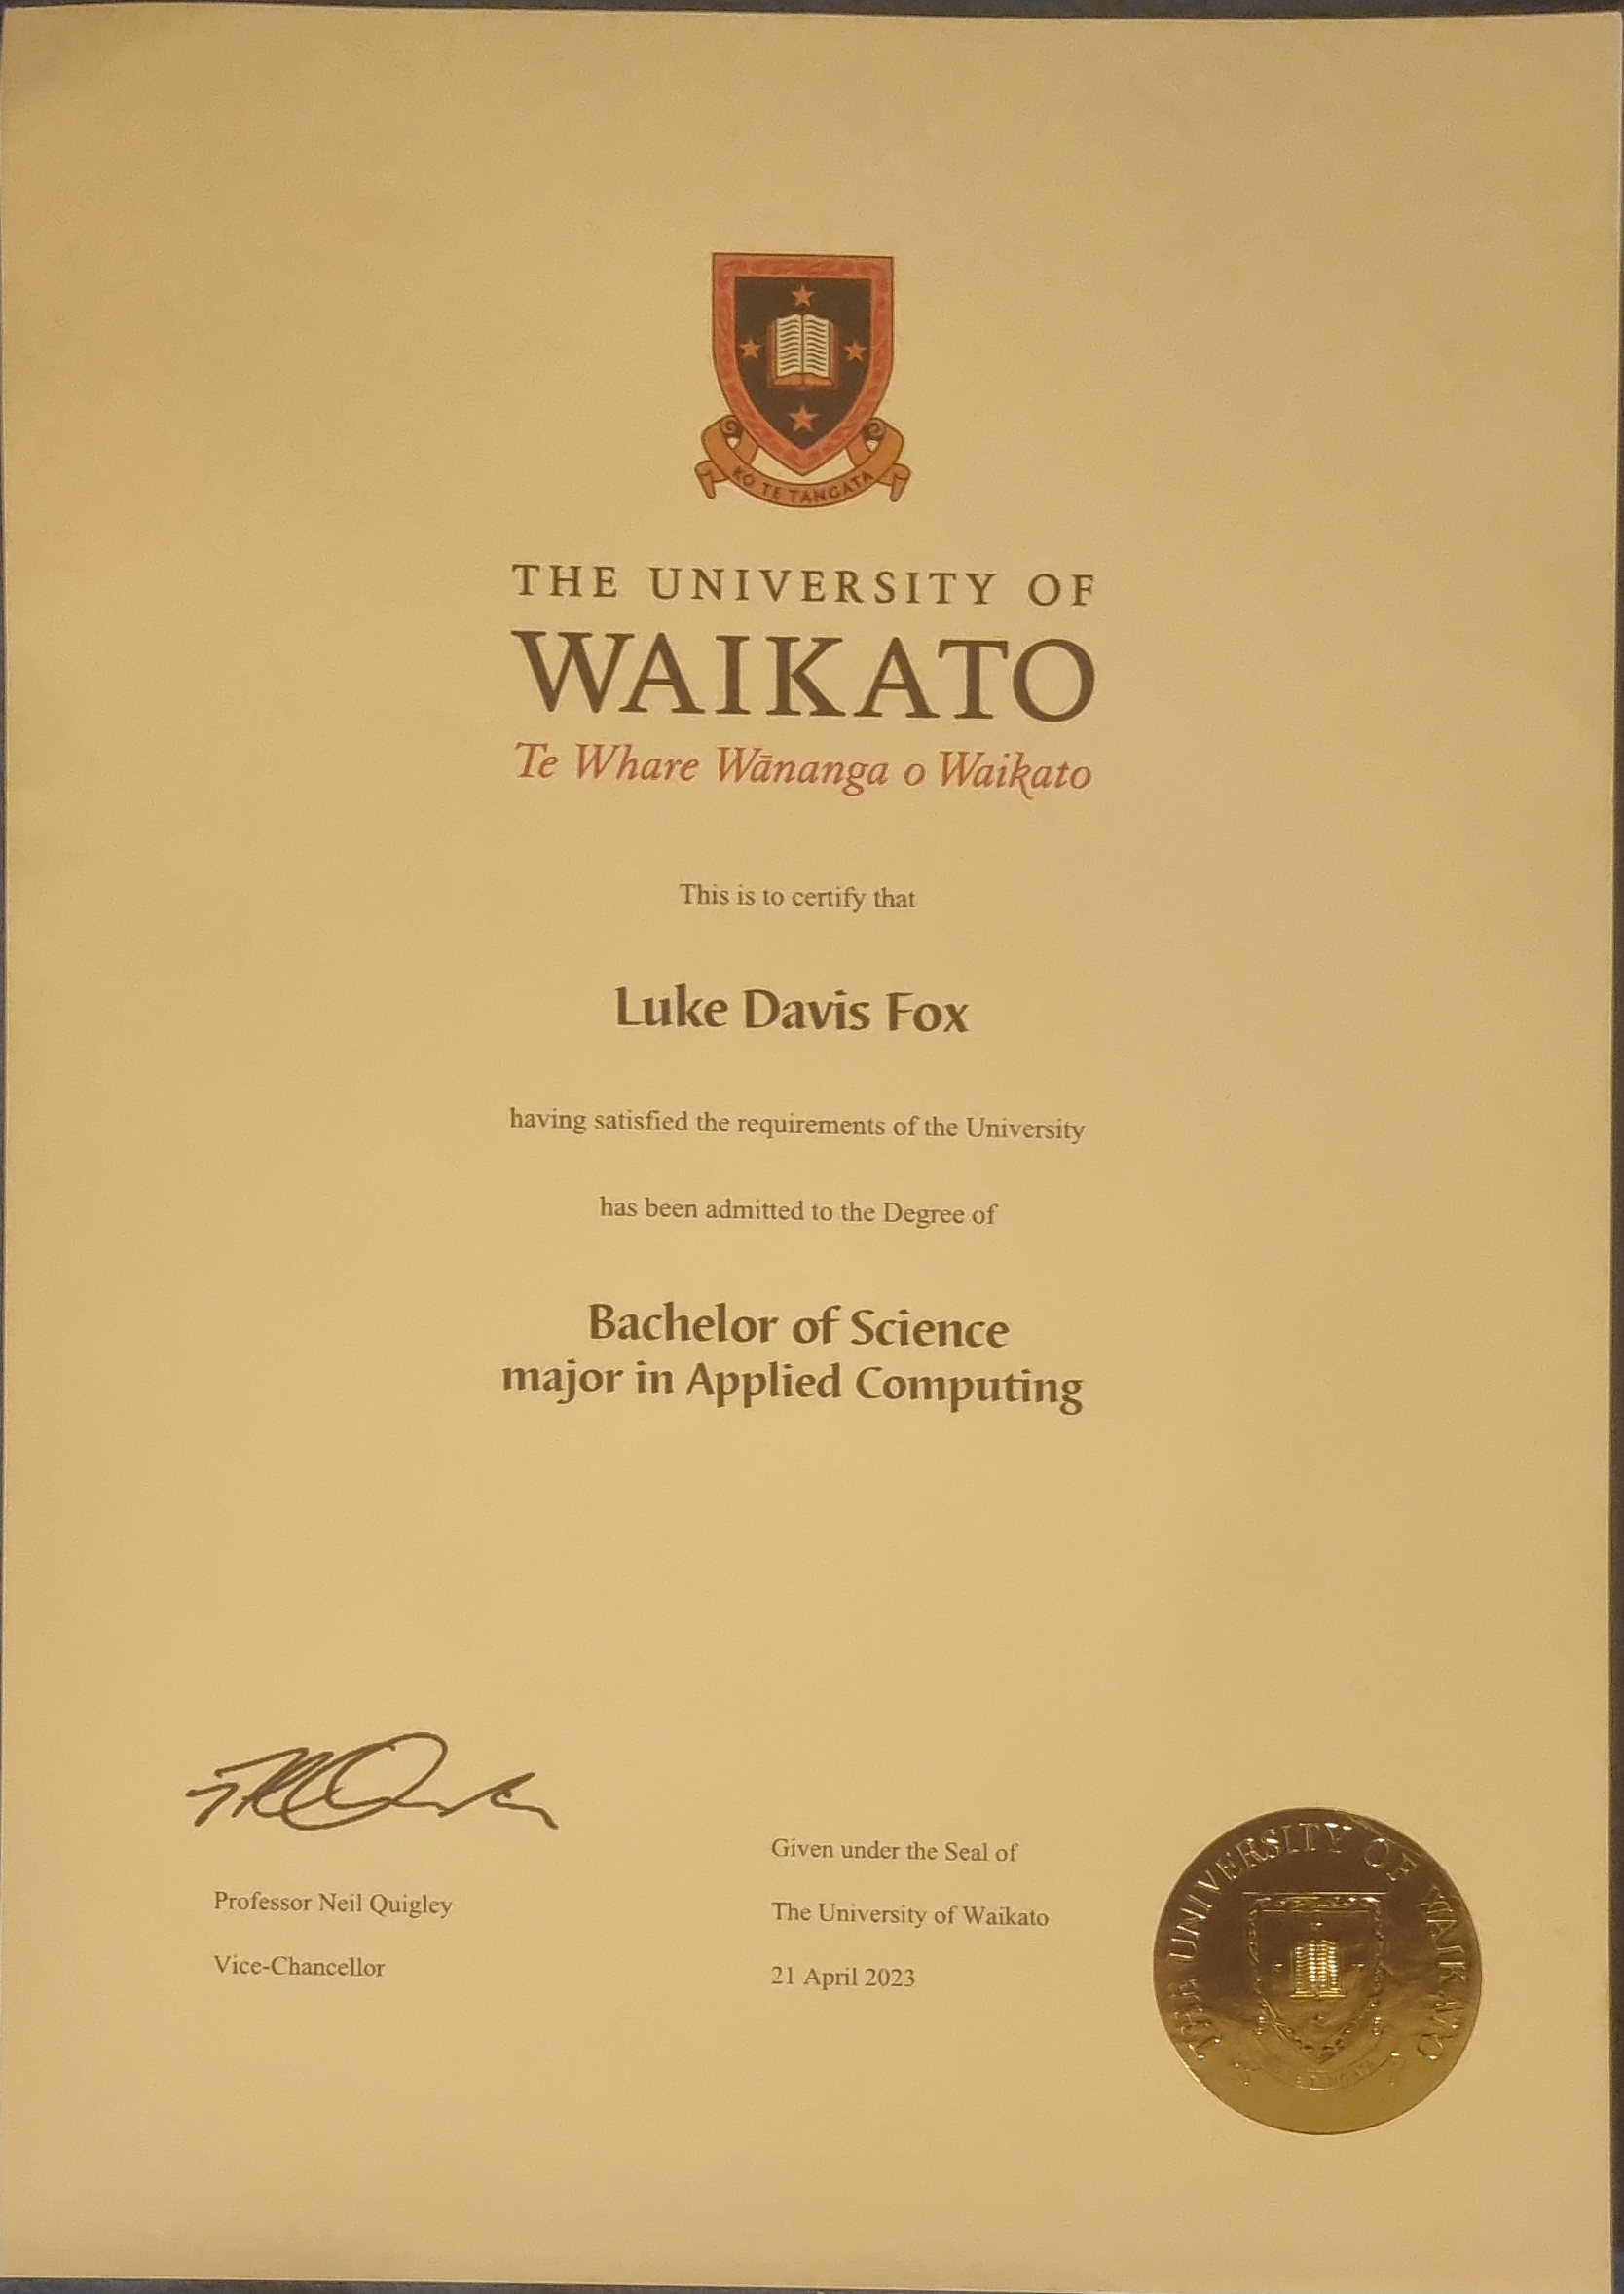 KO TE TANGATA
THE UNIVERSITY OF
WAIKATO
Te Whare Wānanga o Waikato
This is to certify that
Luke Davis Fox
having satisfied the requirements of the University
has been admitted to the Degree of
Bachelor of Science
major in Applied Computing
Professor Neil Quigley
Vice-Chancellor
Given under the Seal of
The University of Waikato
21 April 2023
THE UNIVERSITY OF WAIKATO